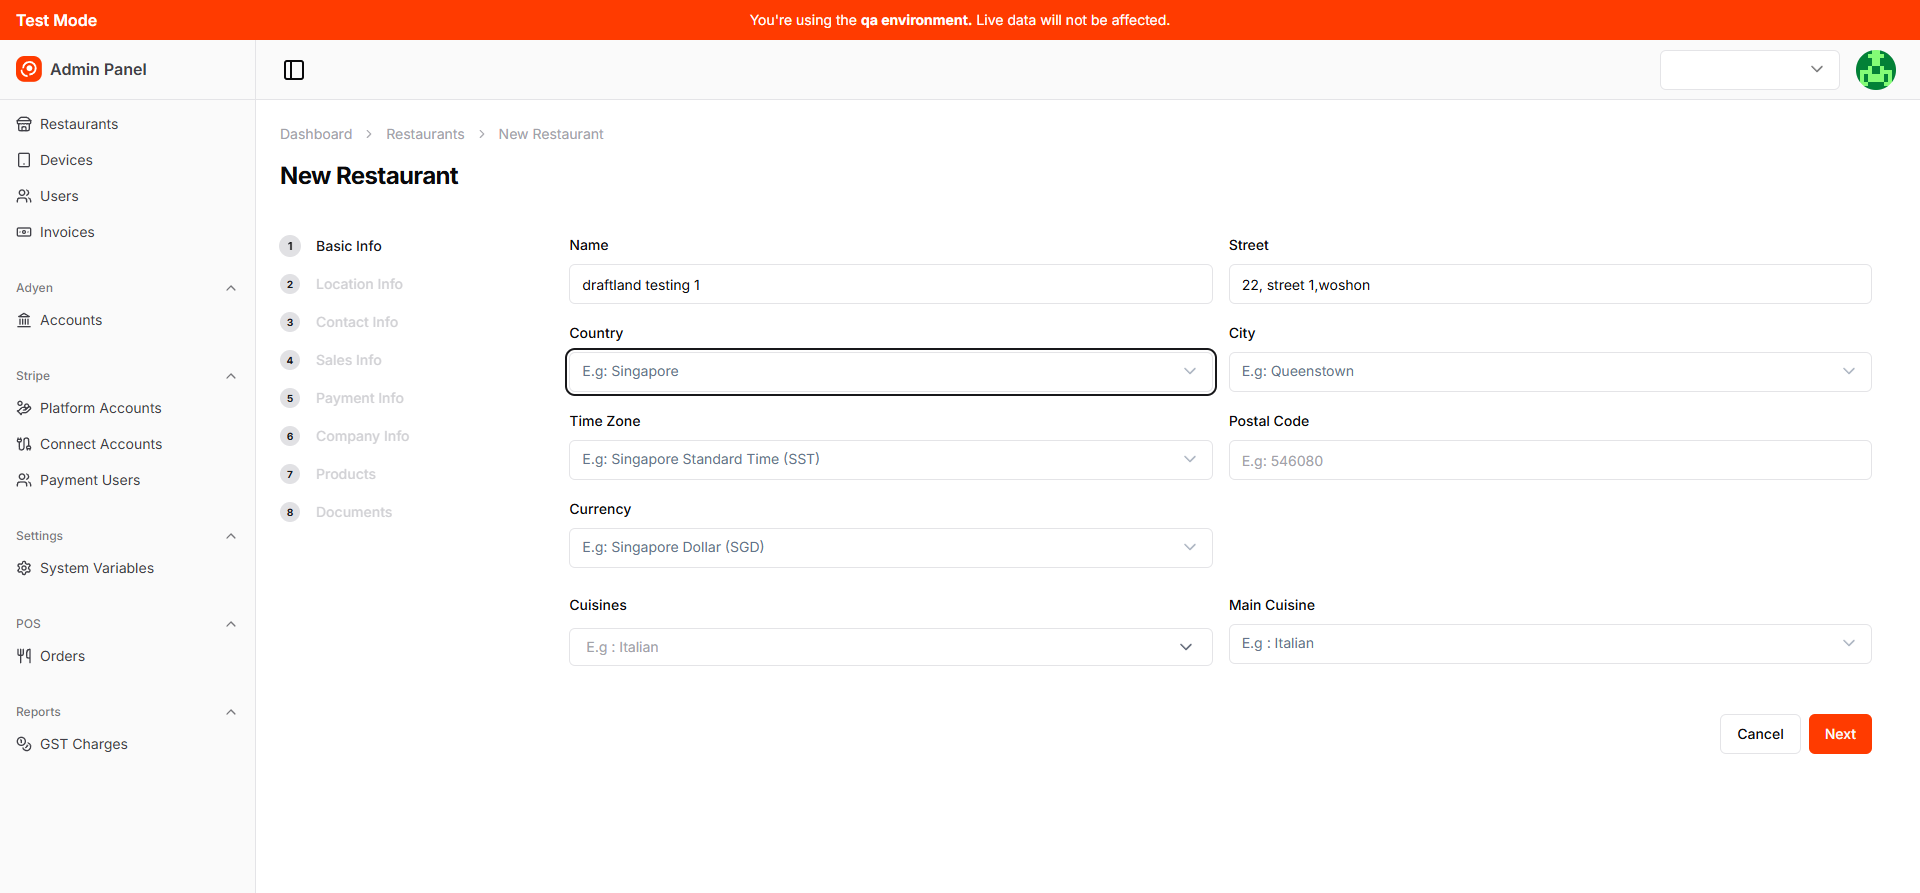 Test Mode
You're using the qa environment. Live data will not be affected.
Admin Panel
Restaurants
Devices
Users
Invoices
Adyen
Accounts
Stripe
Platform Accounts
Connect Accounts
Payment Users
Settings
System Variables
POS
Orders
Reports
GST Charges
Dashboard > Restaurants > New Restaurant
New Restaurant
1 Basic Info
2 Location Info
3 Contact Info
4 Sales Info
5 Payment Info
6 Company Info
7 Products
8 Documents
Name
draftland testing 1
Street
22, street 1,woshon
Country
E.g: Singapore
City
E.g: Queenstown
Time Zone
E.g: Singapore Standard Time (SST)
Postal Code
E.g: 546080
Currency
E.g: Singapore Dollar (SGD)
Cuisines
E.g : Italian
Main Cuisine
E.g : Italian
Cancel
Next